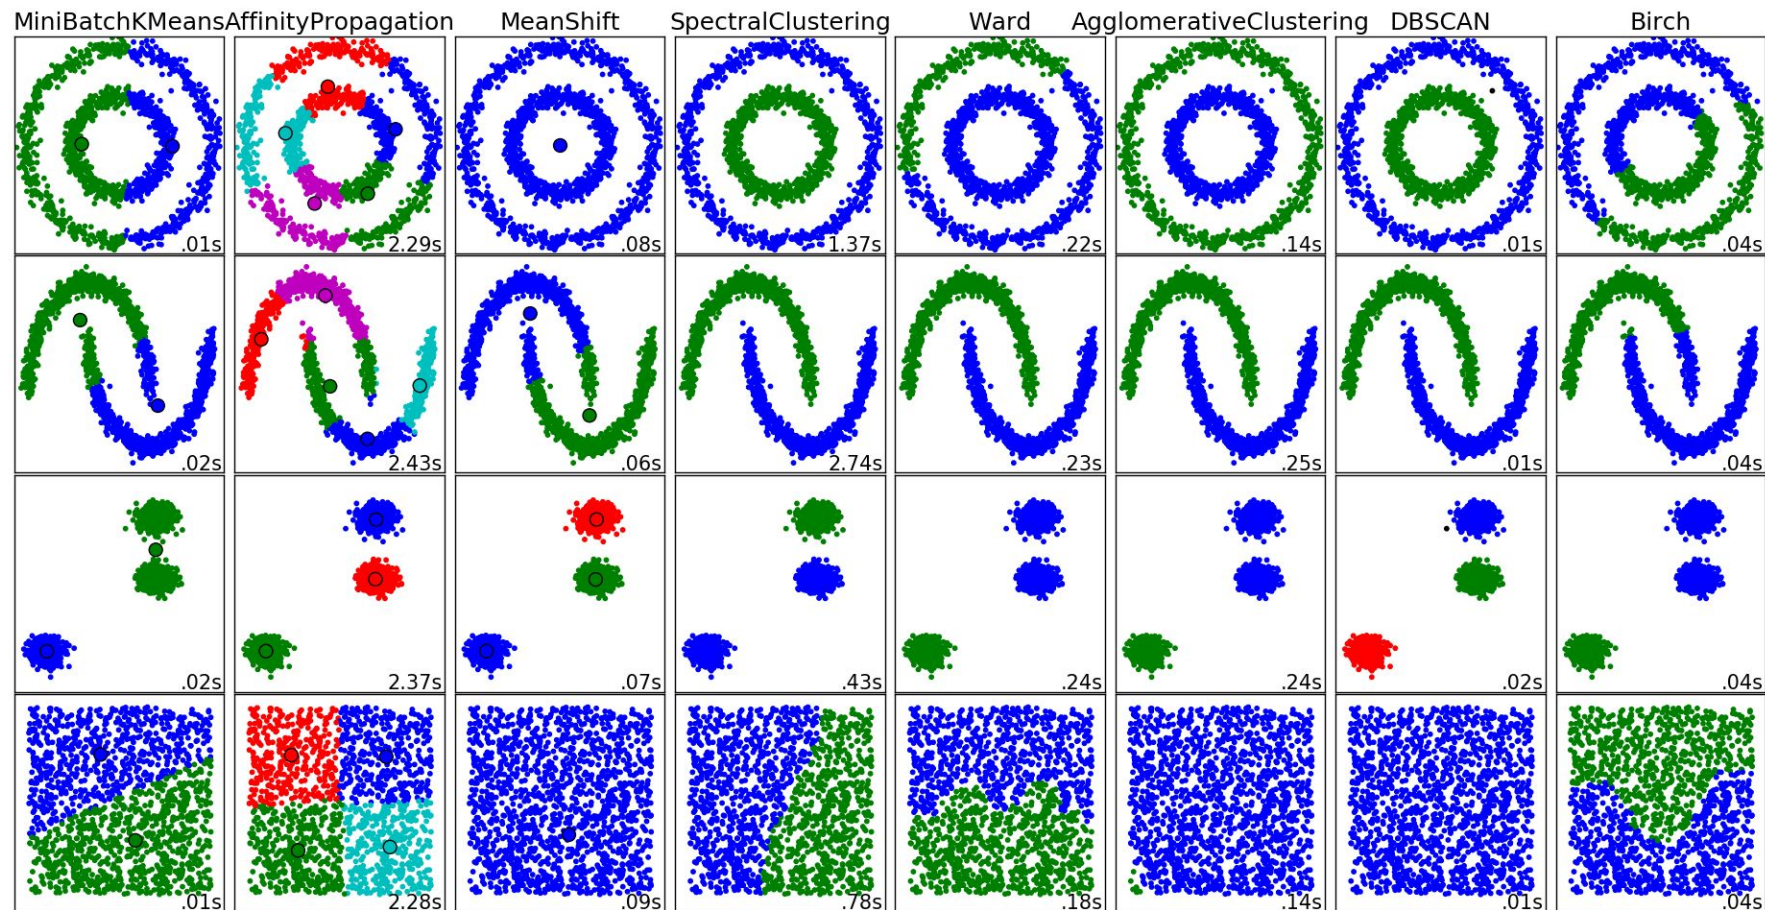 MiniBatchKMeans AffinityPropagation MeanShift SpectralClustering Ward AgglomerativeClustering DBSCAN Birch
.01s 2.29s .08s 1.37s .22s .14s .01s .04s
.02s 2.43s .06s 2.74s .23s .25s .01s .04s
.02s 2.37s .07s .43s .24s .24s .02s .04s
.01s 2.28s .09s .78s .18s .14s .01s .04s